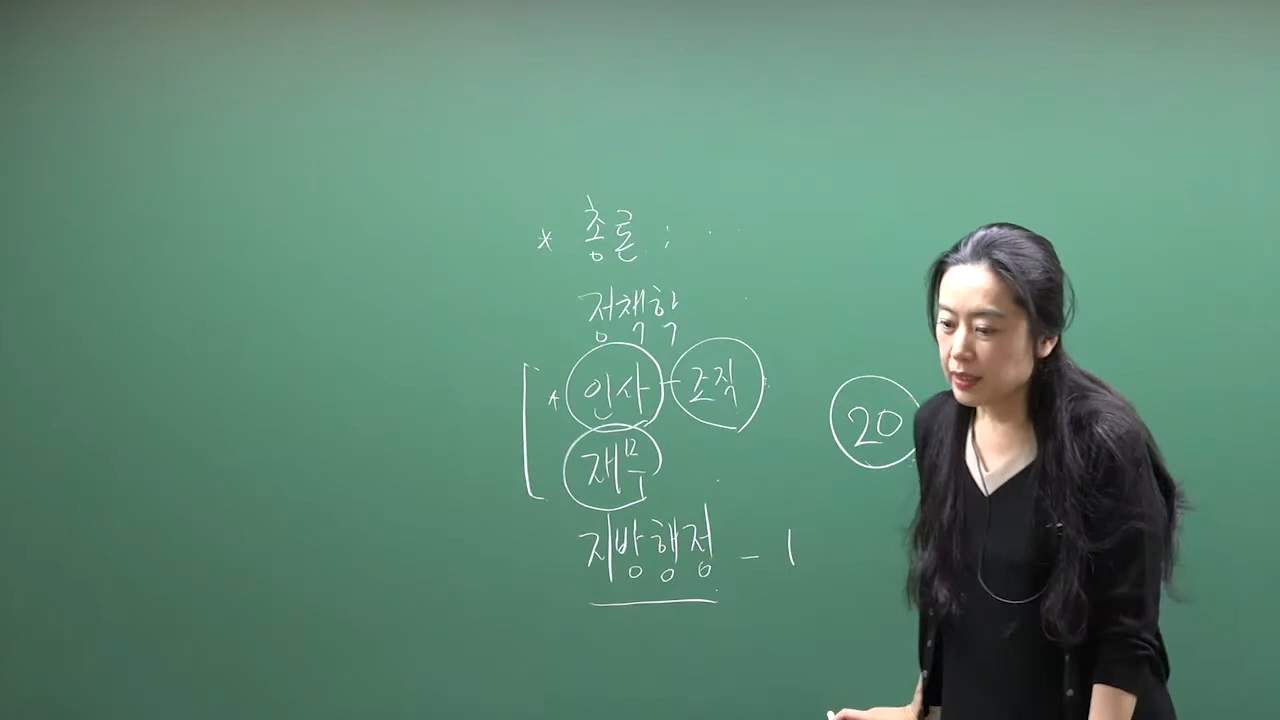 * 총론 :
정책학
* 인사 - 조직
20
재무
지방행정 - 1